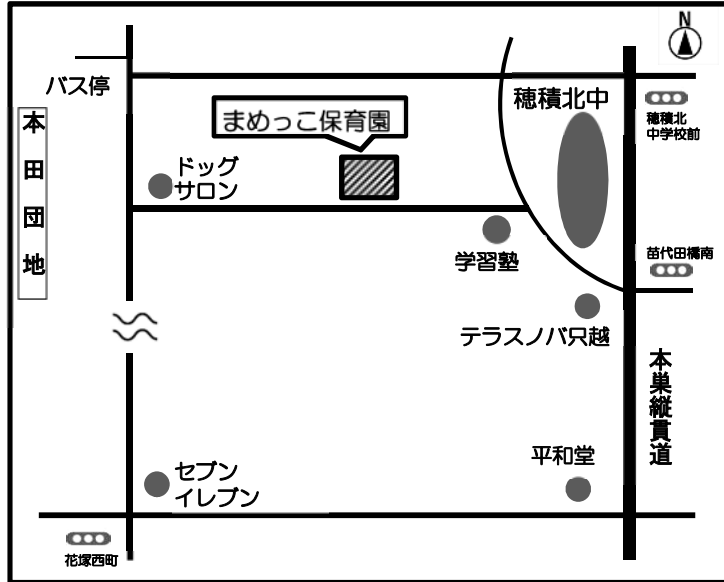 N
バス停
穂積北中
穂積北
中学校前
まめっこ保育園
本田団地
ドッグ
サロン
学習塾
苗代田橋南
テラスノバ只越
本巣縦貫道
平和堂
セブン
イレブン
花塚西町